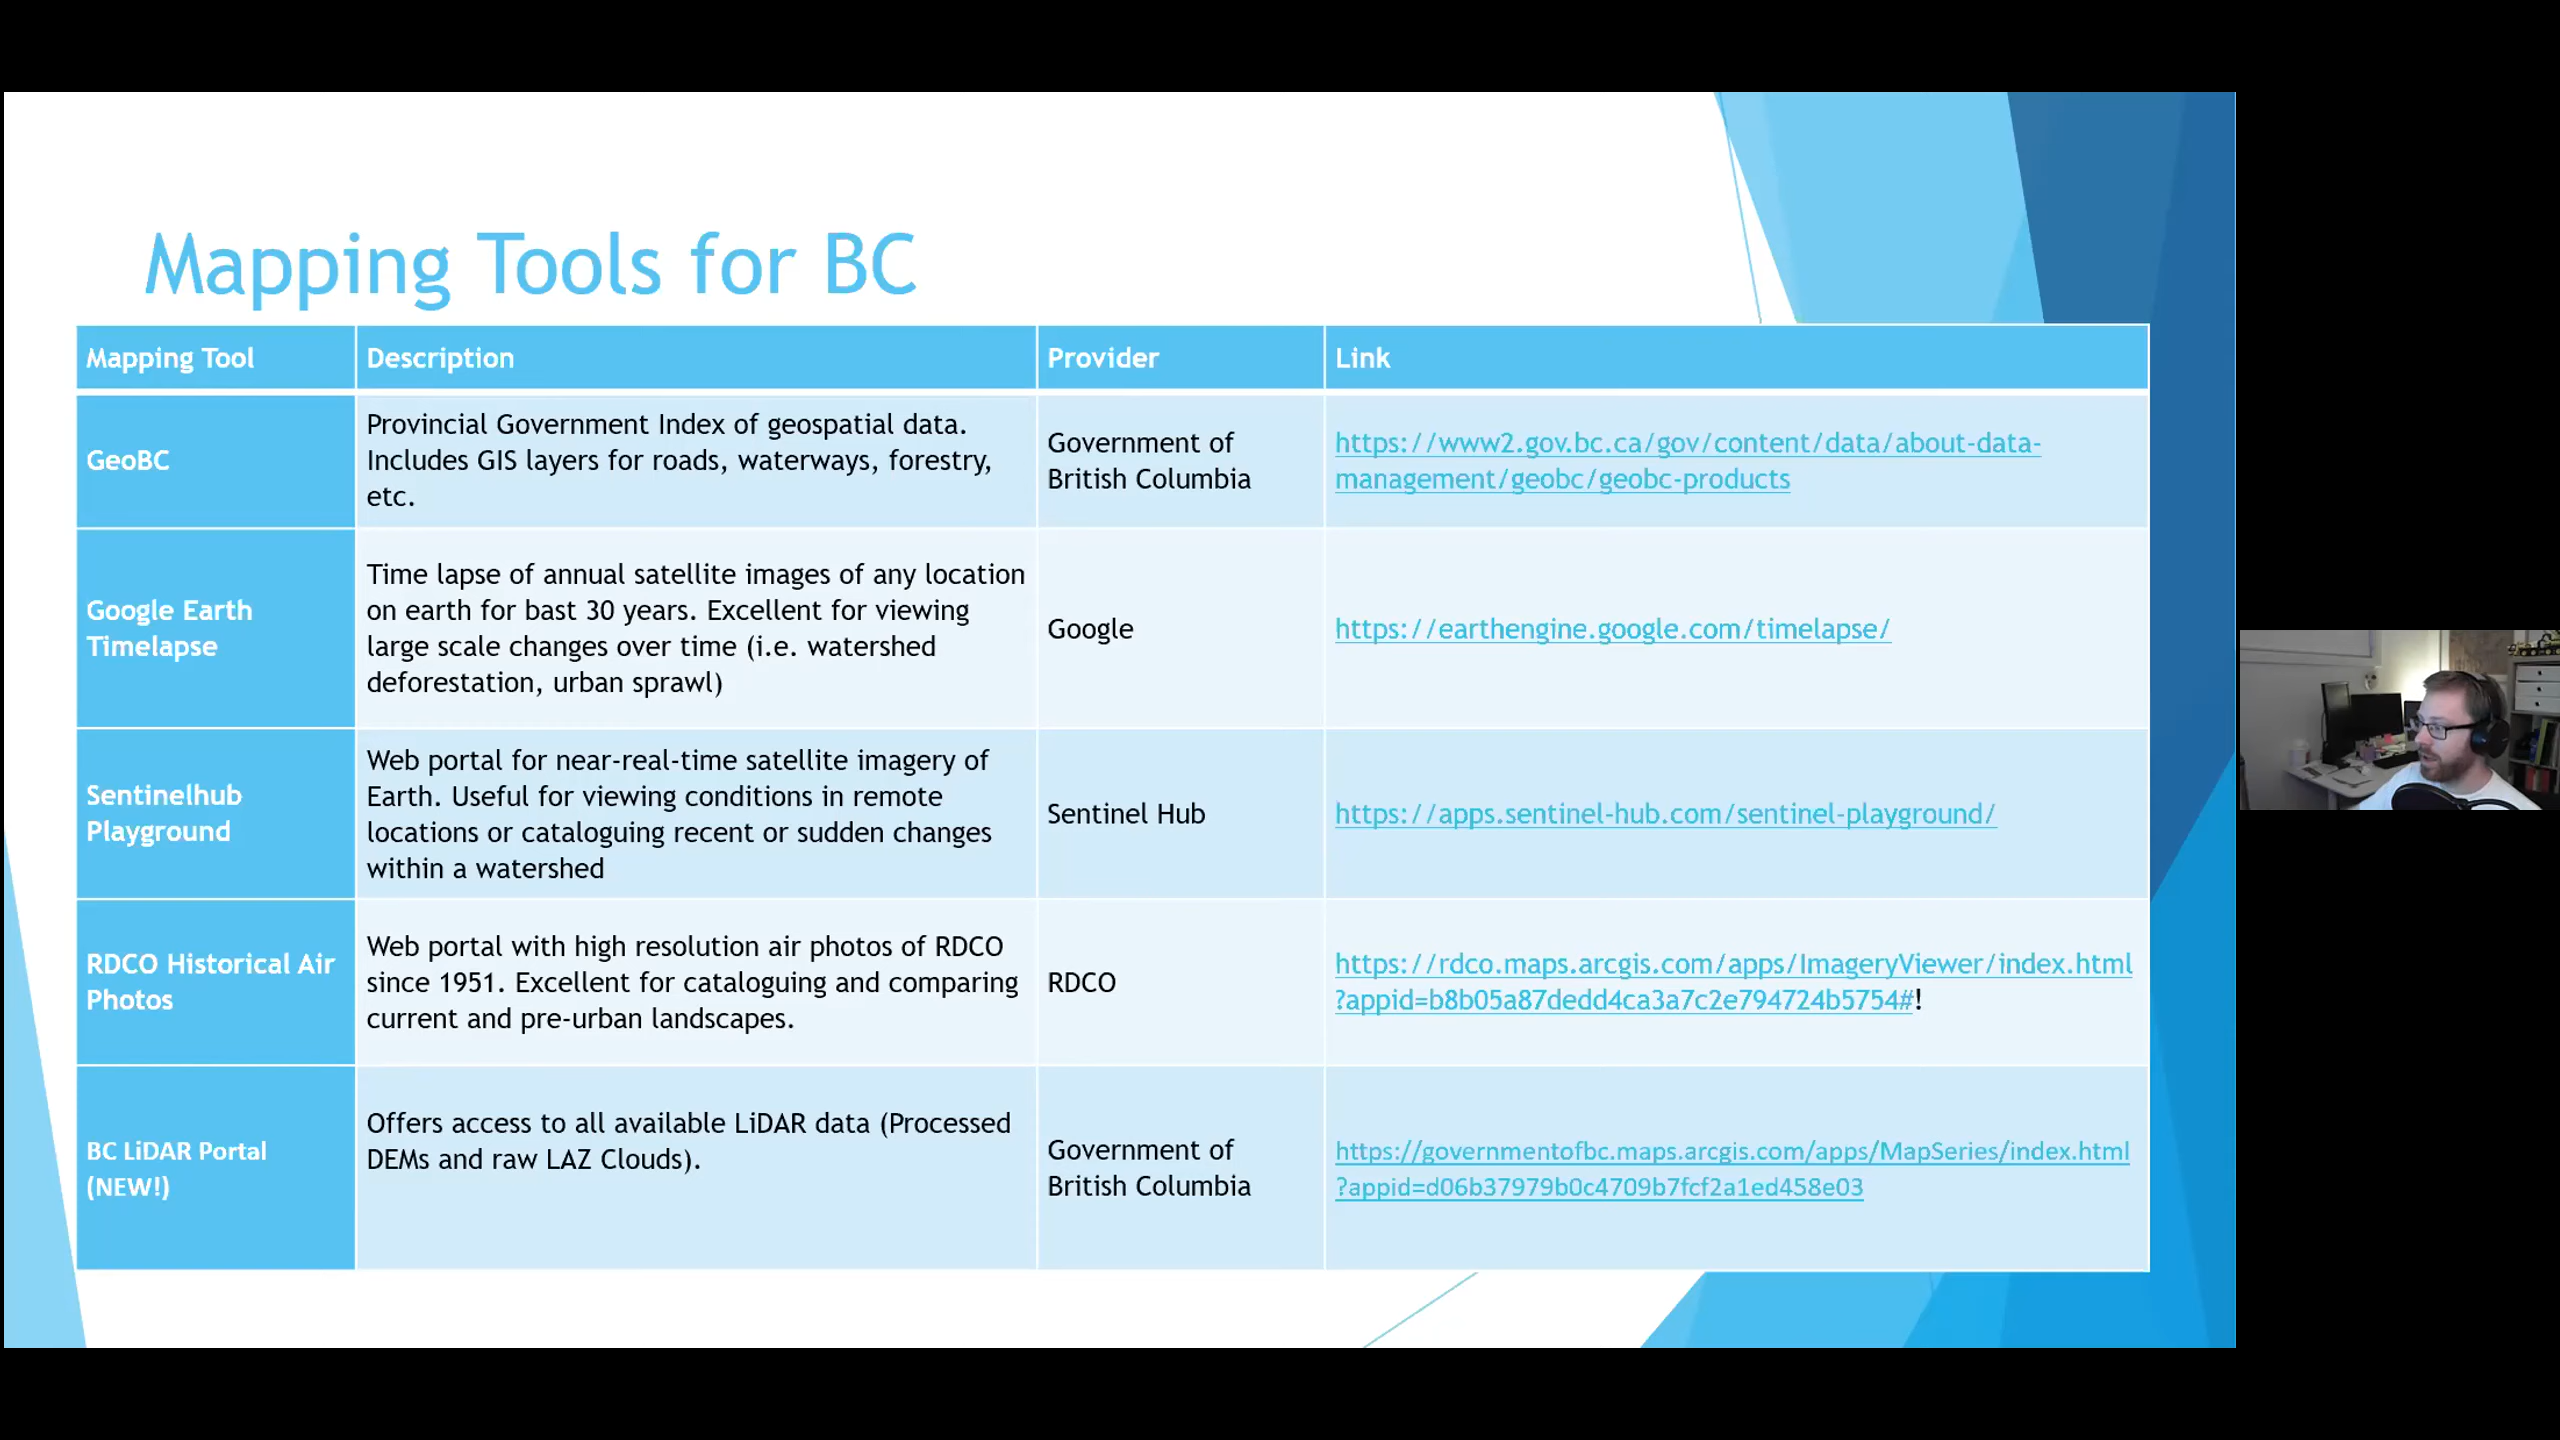 Mapping Tools for BC
Mapping Tool
Description
Provider
Link
GeoBC
Provincial Government Index of geospatial data.
Includes GIS layers for roads, waterways, forestry,
etc.
Government of
British Columbia
https://www2.gov.bc.ca/gov/content/data/about-data-
management/geobc/geobc-products
Google Earth
Timelapse
Time lapse of annual satellite images of any location
on earth for bast 30 years. Excellent for viewing
large scale changes over time (i.e. watershed
deforestation, urban sprawl)
Google
https://earthengine.google.com/timelapse/
Sentinelhub
Playground
Web portal for near-real-time satellite imagery of
Earth. Useful for viewing conditions in remote
locations or cataloguing recent or sudden changes
within a watershed
Sentinel Hub
https://apps.sentinel-hub.com/sentinel-playground/
RDCO Historical Air
Photos
Web portal with high resolution air photos of RDCO
since 1951. Excellent for cataloguing and comparing
current and pre-urban landscapes.
RDCO
https://rdco.maps.arcgis.com/apps/ImageryViewer/index.html
?appid=b8b05a87dedd4ca3a7c2e794724b5754#!
BC LiDAR Portal
(NEW!)
Offers access to all available LiDAR data (Processed
DEMs and raw LAZ Clouds).
Government of
British Columbia
https://governmentofbc.maps.arcgis.com/apps/MapSeries/index.html
?appid=d06b37979b0c4709b7fcf2a1ed458e03